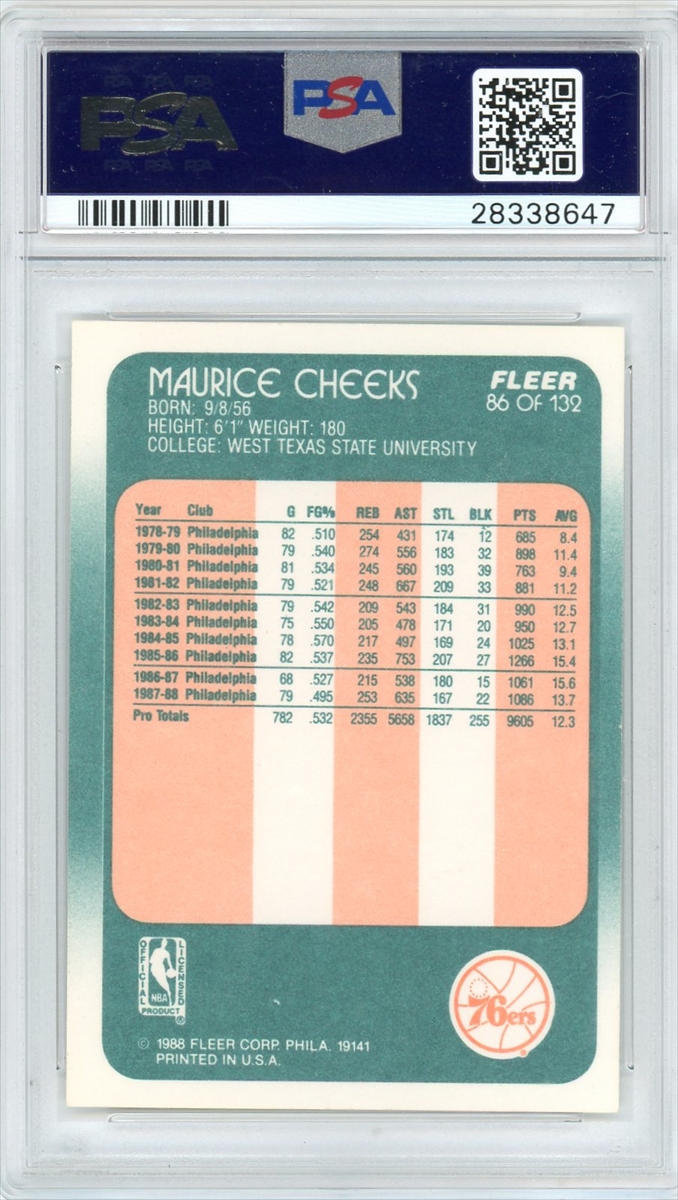 PSA PSA PSA
PSA
PSA PSA PSA
PSA
28338647
MAURICE CHEEKS
FLEER
86 OF 132
BORN: 9/8/56
HEIGHT: 6'1" WEIGHT: 180
COLLEGE: WEST TEXAS STATE UNIVERSITY
Year Club G FG% REB AST STL BLK PTS AVG
1978-79 Philadelphia 82 .510 254 431 174 12 685 8.4
1979-80 Philadelphia 79 .540 274 556 183 32 898 11.4
1980-81 Philadelphia 81 .534 245 560 193 39 763 9.4
1981-82 Philadelphia 79 .521 248 667 209 33 881 11.2
1982-83 Philadelphia 79 .542 209 543 184 31 990 12.5
1983-84 Philadelphia 75 .550 205 478 171 20 950 12.7
1984-85 Philadelphia 78 .570 217 497 169 24 1025 13.1
1985-86 Philadelphia 82 .537 235 753 207 27 1266 15.4
1986-87 Philadelphia 68 .527 215 538 180 15 1061 15.6
1987-88 Philadelphia 79 .495 253 635 167 22 1086 13.7
Pro Totals 782 .532 2355 5658 1837 255 9605 12.3
OFFICIAL LICENSED
NBA
PRODUCT
®
76ers
®
© 1988 FLEER CORP. PHILA. 19141
PRINTED IN U.S.A.